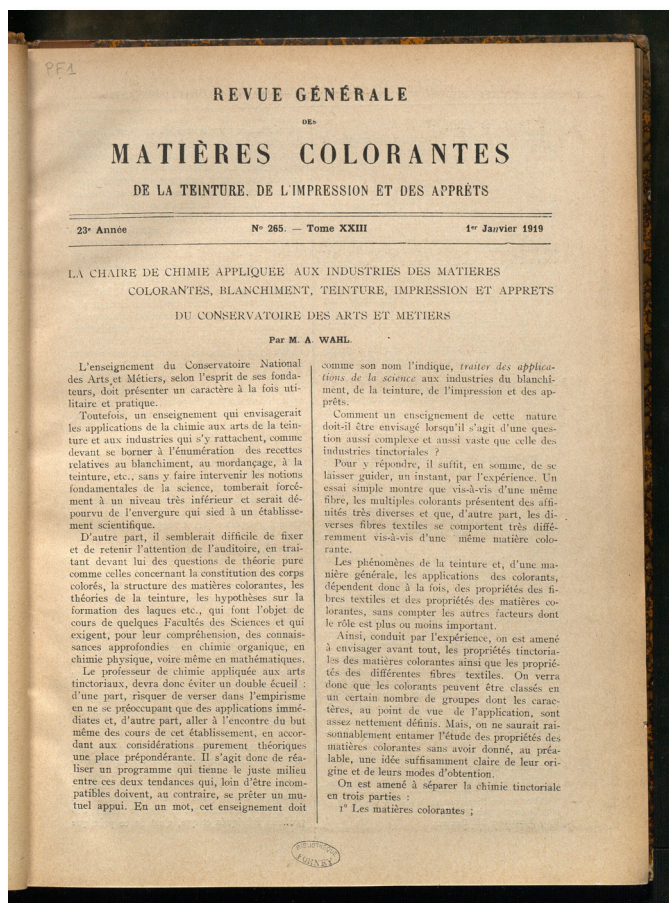 PF1
REVUE GÉNÉRALE
DES
MATIÈRES COLORANTES
DE LA TEINTURE, DE L'IMPRESSION ET DES APPRÊTS
23e Année
No 265. — Tome XXIII
1er Janvier 1919
LA CHAIRE DE CHIMIE APPLIQUEE AUX INDUSTRIES DES MATIERES
COLORANTES, BLANCHIMENT, TEINTURE, IMPRESSION ET APPRETS
DU CONSERVATOIRE DES ARTS ET METIERS
Par M. A. WAHL.
L'enseignement du Conservatoire National
des Arts et Métiers, selon l'esprit de ses fonda-
teurs, doit présenter un caractère à la fois uti-
litaire et pratique.
Toutefois, un enseignement qui envisagerait
les applications de la chimie aux arts de la tein-
ture et aux industries qui s'y rattachent, comme
devant se borner à l'énumération des recettes
relatives au blanchiment, au mordançage, à la
teinture, etc., sans y faire intervenir les notions
fondamentales de la science, tomberait forcé-
ment à un niveau très inférieur et serait dé-
pourvu de l'envergure qui sied à un établisse-
ment scientifique.
D'autre part, il semblerait difficile de fixer
et de retenir l'attention de l'auditoire, en trai-
tant devant lui des questions de théorie pure
comme celles concernant la constitution des corps
colorés, la structure des matières colorantes, les
théories de la teinture, les hypothèses sur la
formation des laques etc., qui font l'objet de
cours de quelques Facultés des Sciences et qui
exigent, pour leur compréhension, des connais-
sances approfondies en chimie organique, en
chimie physique, voire même en mathématiques.
Le professeur de chimie appliquée aux arts
tinctoriaux, devra donc éviter un double écueil :
d'une part, risquer de verser dans l'empirisme
en ne se préoccupant que des applications immé-
diates et, d'autre part, aller à l'encontre du but
même des cours de cet établissement, en accor-
dant aux considérations purement théoriques
une place prépondérante. Il s'agit donc de réa-
liser un programme qui tienne le juste milieu
entre ces deux tendances qui, loin d'être incom-
patibles doivent, au contraire, se prêter un mu-
tuel appui. En un mot, cet enseignement doit
comme son nom l'indique, traiter des applica-
tions de la science aux industries du blanchi-
ment, de la teinture, de l'impression et des ap-
prêts.
Comment un enseignement de cette nature
doit-il être envisagé lorsqu'il s'agit d'une ques-
tion aussi complexe et aussi vaste que celle des
industries tinctoriales ?
Pour y répondre, il suffit, en somme, de se
laisser guider, un instant, par l'expérience. Un
essai simple montre que vis-à-vis d'une même
fibre, les multiples colorants présentent des affi-
nités très diverses et que, d'autre part, les di-
verses fibres textiles se comportent très diffé-
remment vis-à-vis d'une même matière colo-
rante.
Les phénomènes de la teinture et, d'une ma-
nière générale, les applications des colorants,
dépendent donc à la fois, des propriétés des fi-
bres textiles et des propriétés des matières co-
lorantes, sans compter les autres facteurs dont
le rôle est plus ou moins important.
Ainsi, conduit par l'expérience, on est amené
à envisager avant tout, les propriétés tinctoria-
les des matières colorantes ainsi que les proprié-
tés des différentes fibres textiles. On verra
donc que les colorants peuvent être classés en
un certain nombre de groupes dont les carac-
tères, au point de vue de l'application, sont
assez nettement définis. Mais, on ne saurait rai-
sonnablement entamer l'étude des propriétés des
matières colorantes sans avoir donné, au préa-
lable, une idée suffisamment claire de leur ori-
gine et de leurs modes d'obtention.
On est amené à séparer la chimie tinctoriale
en trois parties :
1° Les matières colorantes ;
BIBLIOTHÈQUE
FORNEY